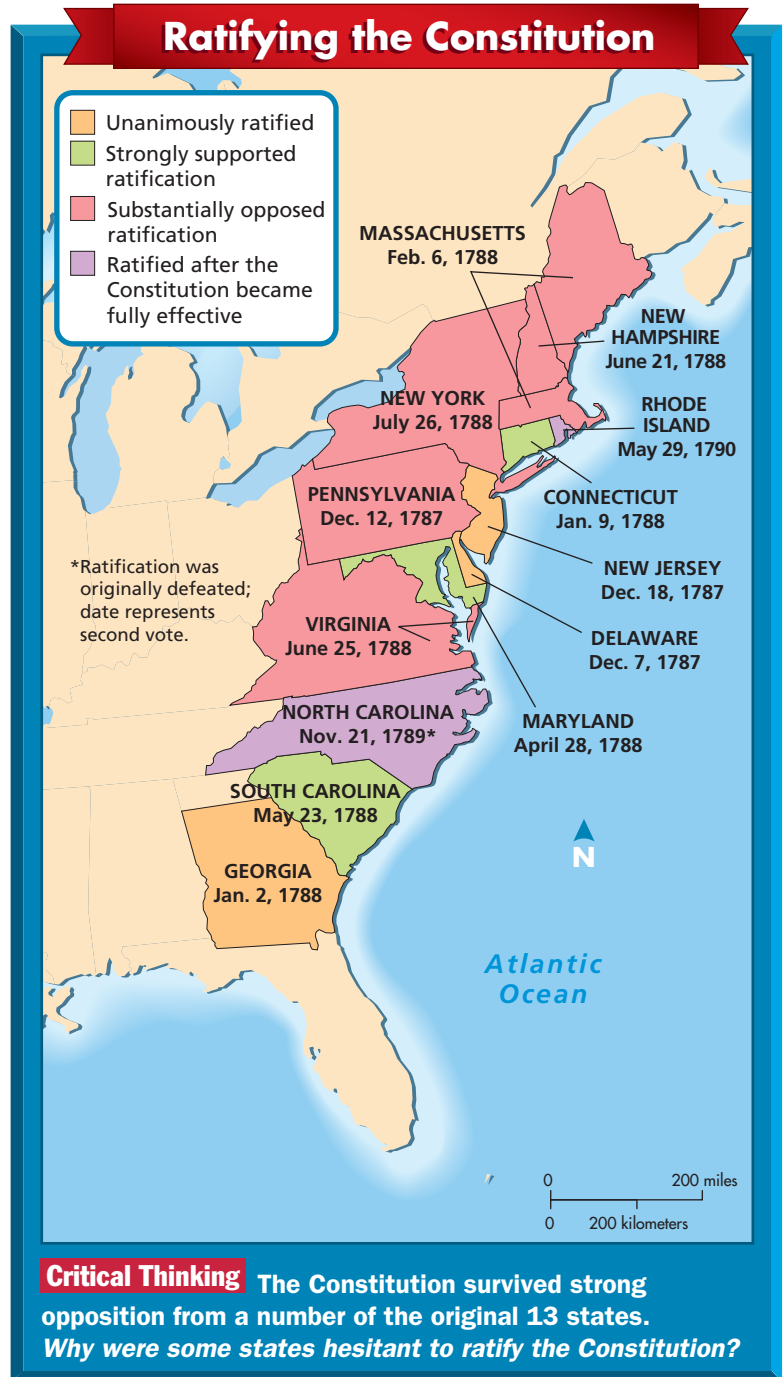 Ratifying the Constitution
Unanimously ratified
Strongly supported
ratification
Substantially opposed
ratification
Ratified after the
Constitution became
fully effective
MASSACHUSETTS
Feb. 6, 1788
NEW
HAMPSHIRE
June 21, 1788
NEW YORK
July 26, 1788
RHODE
ISLAND
May 29, 1790
PENNSYLVANIA
Dec. 12, 1787
CONNECTICUT
Jan. 9, 1788
*Ratification was
originally defeated;
date represents
second vote.
NEW JERSEY
Dec. 18, 1787
VIRGINIA
June 25, 1788
DELAWARE
Dec. 7, 1787
NORTH CAROLINA
Nov. 21, 1789*
MARYLAND
April 28, 1788
SOUTH CAROLINA
May 23, 1788
GEORGIA
Jan. 2, 1788
N
Atlantic
Ocean
0 200 miles
0 200 kilometers
Critical Thinking The Constitution survived strong
opposition from a number of the original 13 states.
Why were some states hesitant to ratify the Constitution?